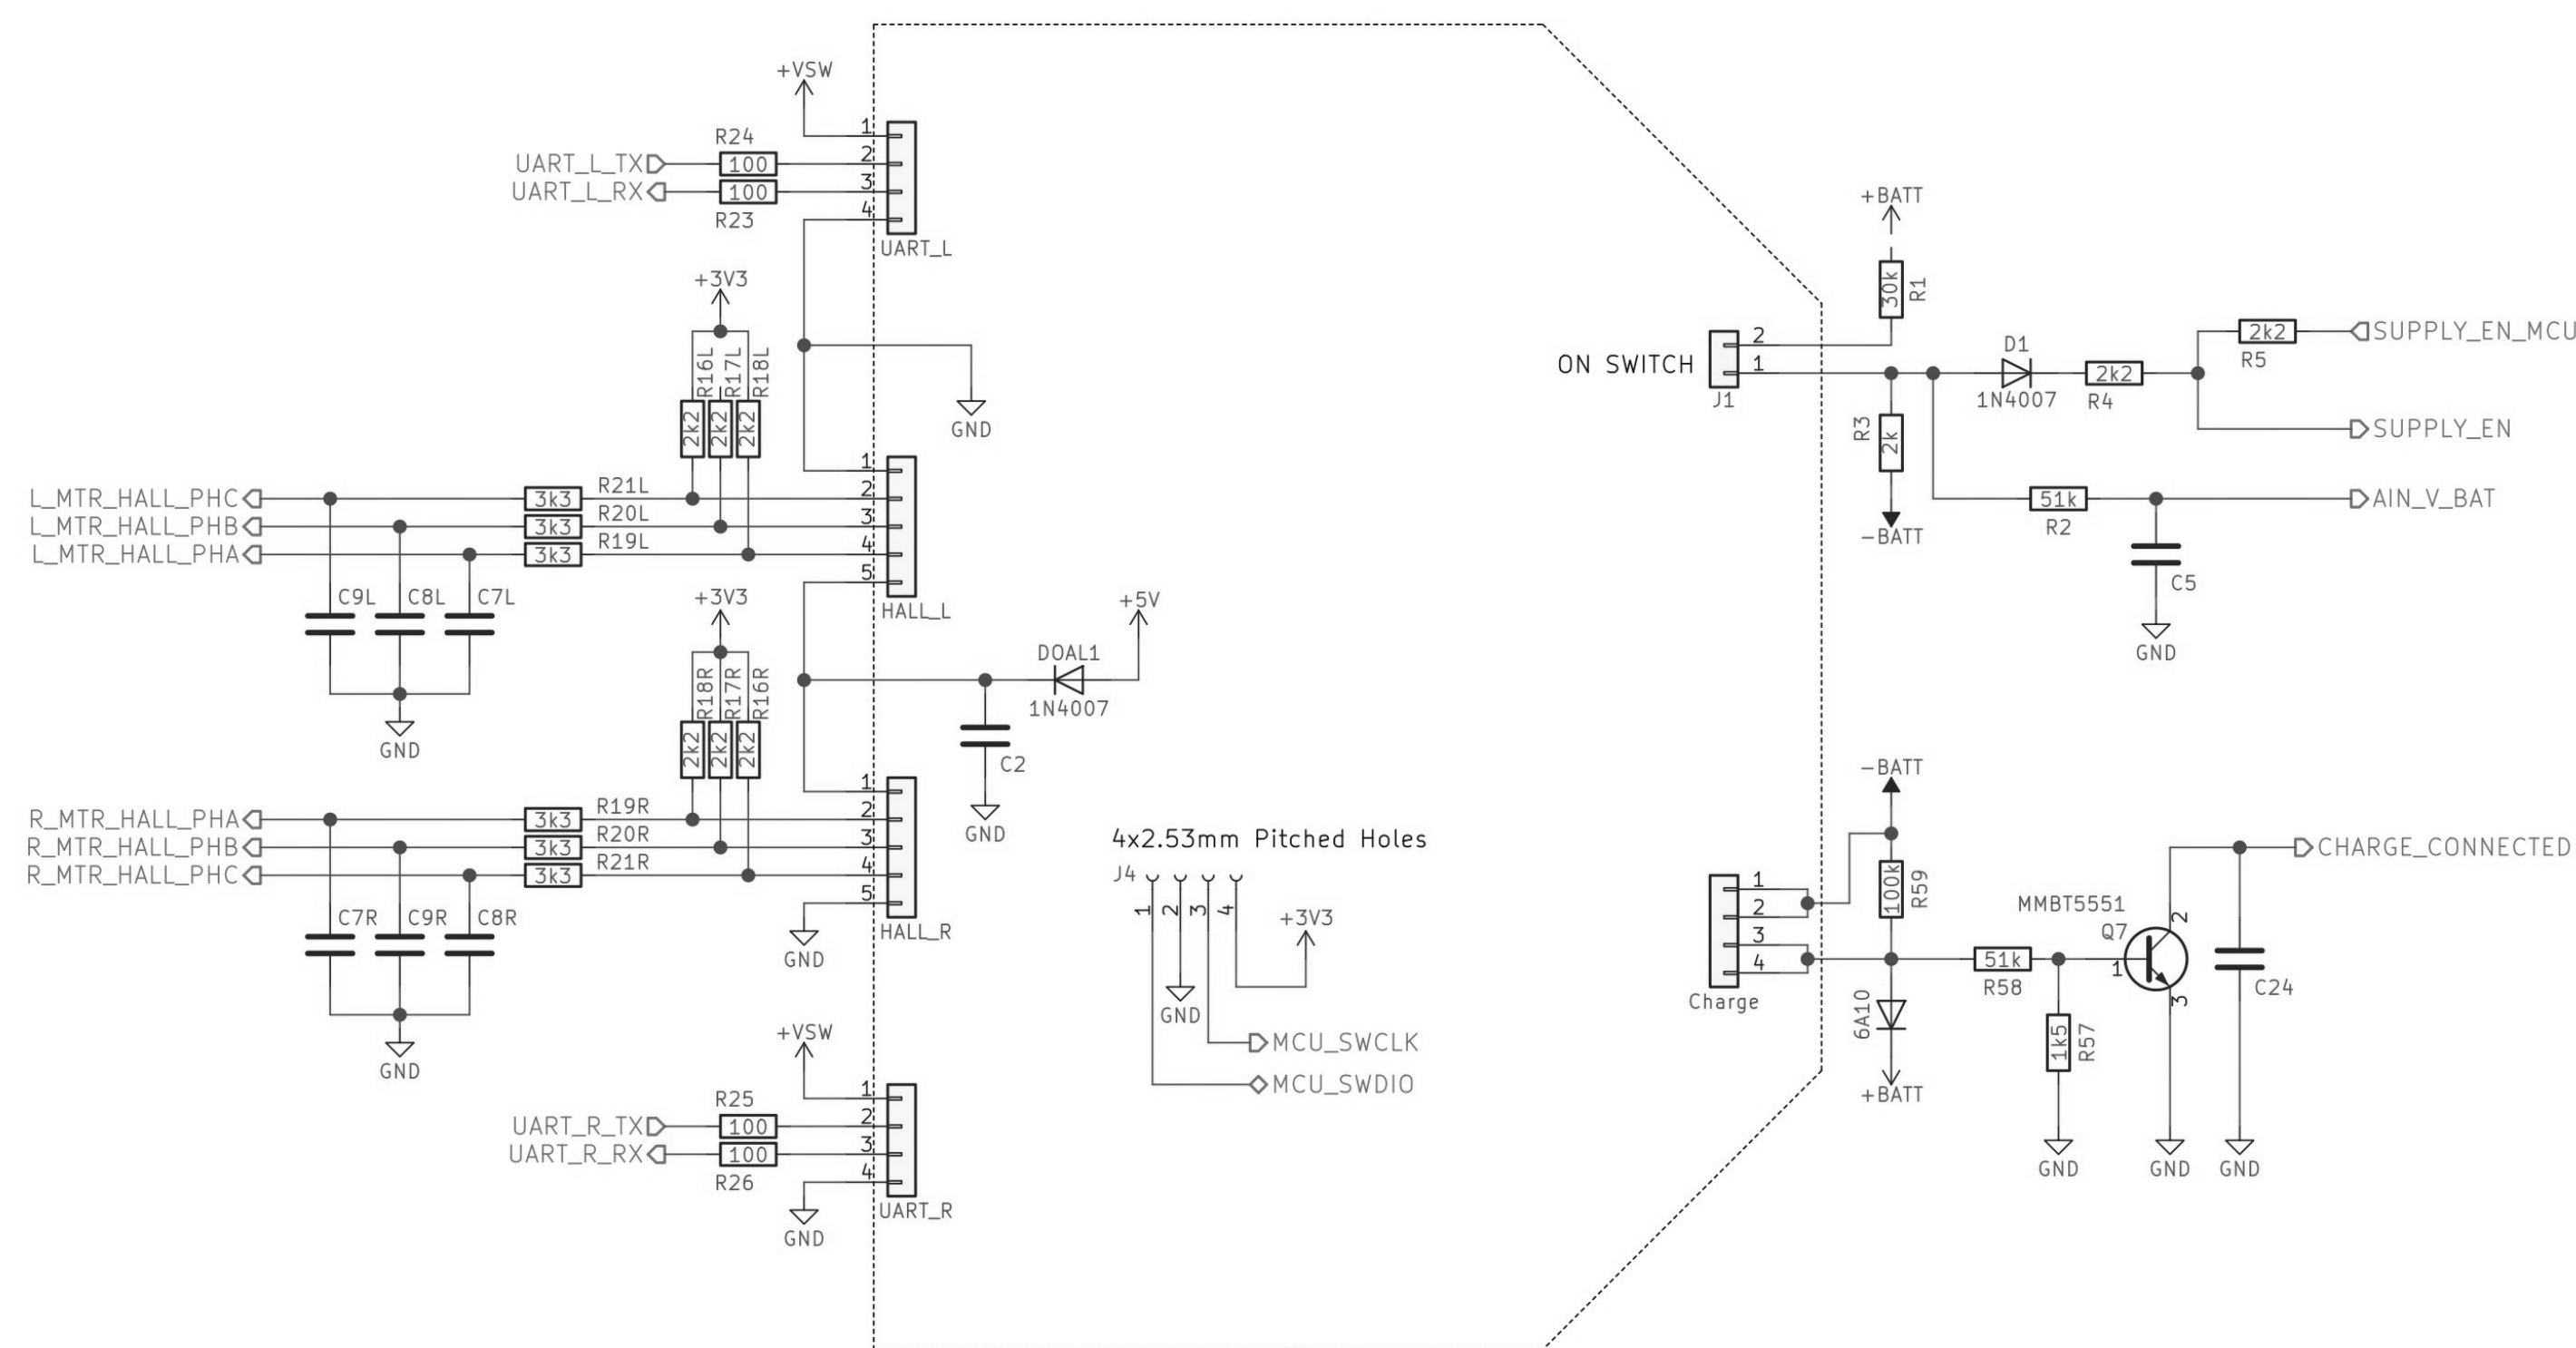 +VSW
R24
UART_L_TX 100 1
UART_L_RX 100 2
R23 3
4
UART_L
+3V3
R16L R17L R18L
2k2 2k2 2k2
GND
1
L_MTR_HALL_PHC 3k3 R21L 2
L_MTR_HALL_PHB 3k3 R20L 3
L_MTR_HALL_PHA 3k3 R19L 4
5
HALL_L
C9L C8L C7L
GND
+3V3
R18R R17R R16R
2k2 2k2 2k2
+5V
DOAL1
1N4007
C2
GND
1
R_MTR_HALL_PHA 3k3 R19R 2
R_MTR_HALL_PHB 3k3 R20R 3
R_MTR_HALL_PHC 3k3 R21R 4
5
HALL_R
GND
C7R C9R C8R
GND
+VSW
R25
1
UART_R_TX 100 2
UART_R_RX 100 3
R26 4
UART_R
GND
4x2.53mm Pitched Holes
J4
1 2 3 4
+3V3
GND
MCU_SWCLK
MCU_SWDIO
+BATT
30k R1
ON SWITCH
2
1
J1
R3 2k
-BATT
D1
1N4007
2k2
R4
2k2
R5
SUPPLY_EN_MCU
SUPPLY_EN
51k
R2
AIN_V_BAT
C5
GND
-BATT
100k R59
1
2
3
4
Charge
6A10
+BATT
51k
R58
1k5 R57
GND
MMBT5551
Q7
1
2
3
GND
C24
GND
CHARGE_CONNECTED